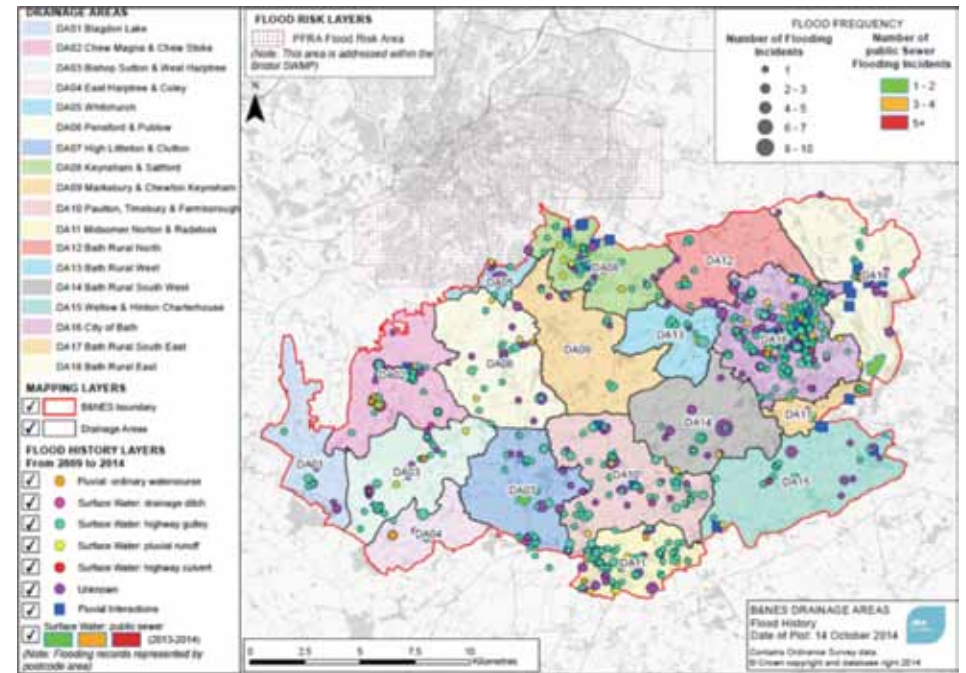 DRAINAGE AREAS
DA01 Blagdon Lake
DA02 Chew Magna & Chew Stoke
DA03 Bishop Sutton & West Harptree
DA04 East Harptree & Coley
DA05 Whitchurch
DA06 Pensford & Publow
DA07 High Littleton & Clutton
DA08 Keynsham & Saltford
DA09 Marksbury & Chewton Keynsham
DA10 Paulton, Timsbury & Farmborough
DA11 Midsomer Norton & Radstock
DA12 Bath Rural North
DA13 Bath Rural West
DA14 Bath Rural South West
DA15 Wellow & Hinton Charterhouse
DA16 City of Bath
DA17 Bath Rural South East
DA18 Bath Rural East
MAPPING LAYERS
B&NES boundary
Drainage Areas
FLOOD HISTORY LAYERS
From 2009 to 2014
Fluvial: ordinary watercourse
Surface Water: drainage ditch
Surface Water: highway gulley
Surface Water: pluvial runoff
Surface Water: highway culvert
Unknown
Fluvial Interactions
Surface Water: public sewer
(2013-2014)
(Note: Flooding records represented by
postcode area)
FLOOD RISK LAYERS
PFRA Flood Risk Area
(Note: This area is addressed within the
Bristol SWMP)
N
FLOOD FREQUENCY
Number of Flooding
Incidents
1
2 - 3
4 - 5
6 - 7
8 - 10
Number of
public Sewer
Flooding Incidents
1 - 2
3 - 4
5+
DA12
DA08
DA05
DA13
DA16
DA09
DA02
DA06
DA17
DA14
DA01
DA03
DA10
DA07
DA15
DA04
DA11
0 2.5 5 7.5 10
Kilometres
B&NES DRAINAGE AREAS
Flood History
Date of Plot: 14 October 2014
Contains Ordnance Survey data
© Crown copyright and database right 2014